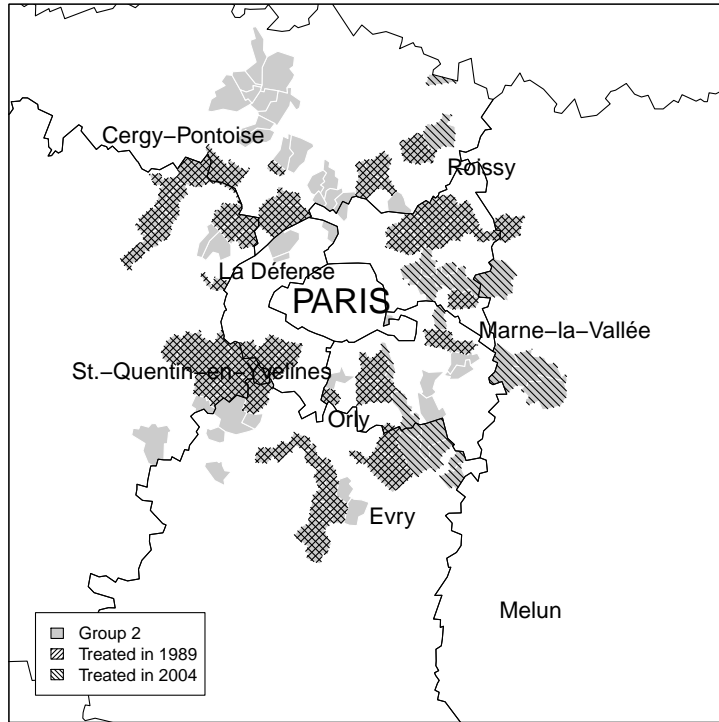 Cergy−Pontoise
Roissy
La Défense
PARIS
Marne−la−Vallée
St.−Quentin−en−Yvelines
Orly
Evry
Melun
Group 2
Treated in 1989
Treated in 2004